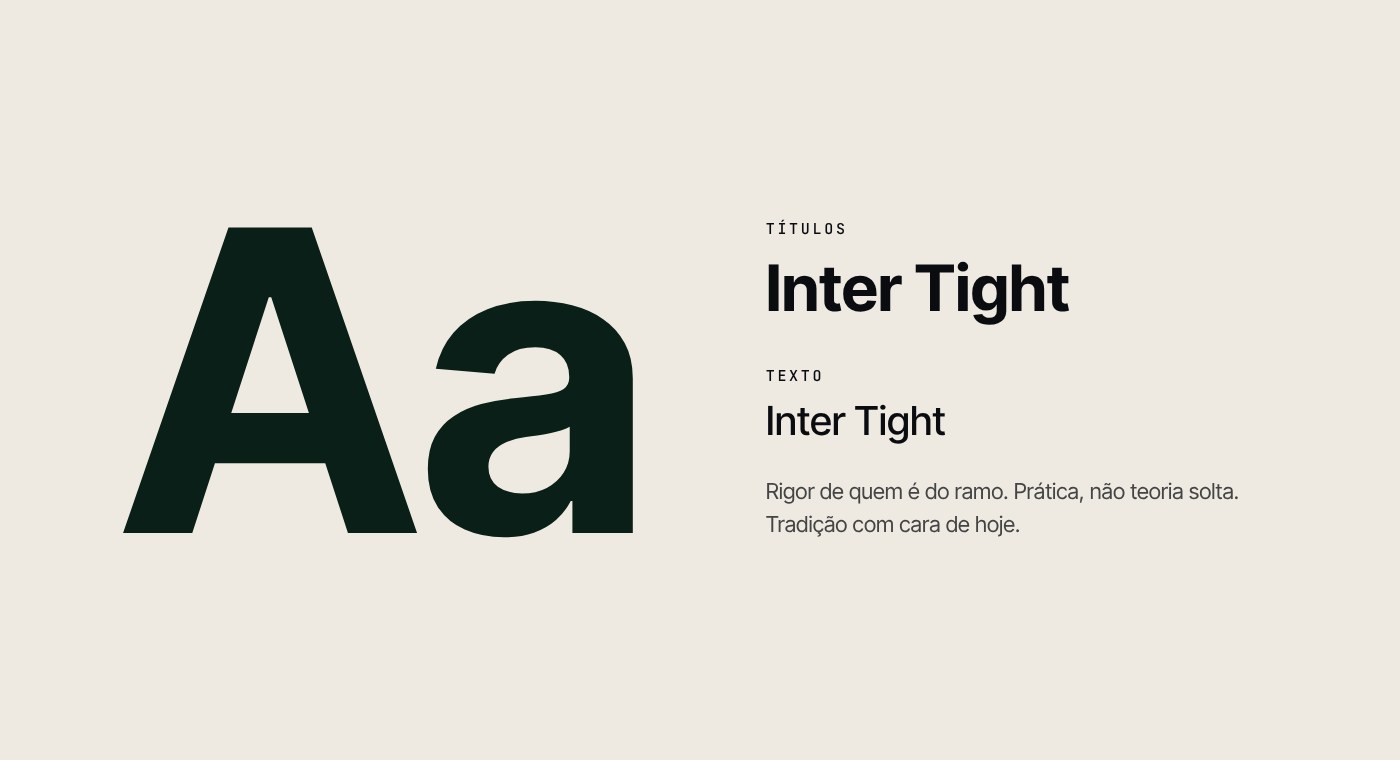 Aa
TÍTULOS
Inter Tight
TEXTO
Inter Tight
Rigor de quem é do ramo. Prática, não teoria solta.
Tradição com cara de hoje.